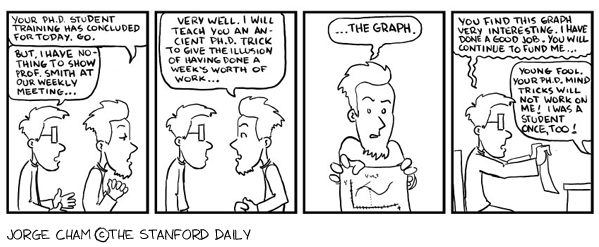 YOUR PH.D. STUDENT
TRAINING HAS CONCLUDED
FOR TODAY. GO.
BUT, I HAVE NO-
THING TO SHOW
PROF. SMITH AT
OUR WEEKLY
MEETING...
VERY WELL. I WILL
TEACH YOU AN AN-
CIENT PH.D. TRICK
TO GIVE THE ILLUSION
OF HAVING DONE A
WEEK'S WORTH OF
WORK...
...THE GRAPH.
YOU FIND THIS GRAPH
VERY INTERESTING. I HAVE
DONE A GOOD JOB. YOU WILL
CONTINUE TO FUND ME...
YOUNG FOOL.
YOUR PH.D. MIND
TRICKS WILL
NOT WORK ON
ME! I WAS A
STUDENT
ONCE, TOO!
JORGE CHAM ©THE STANFORD DAILY